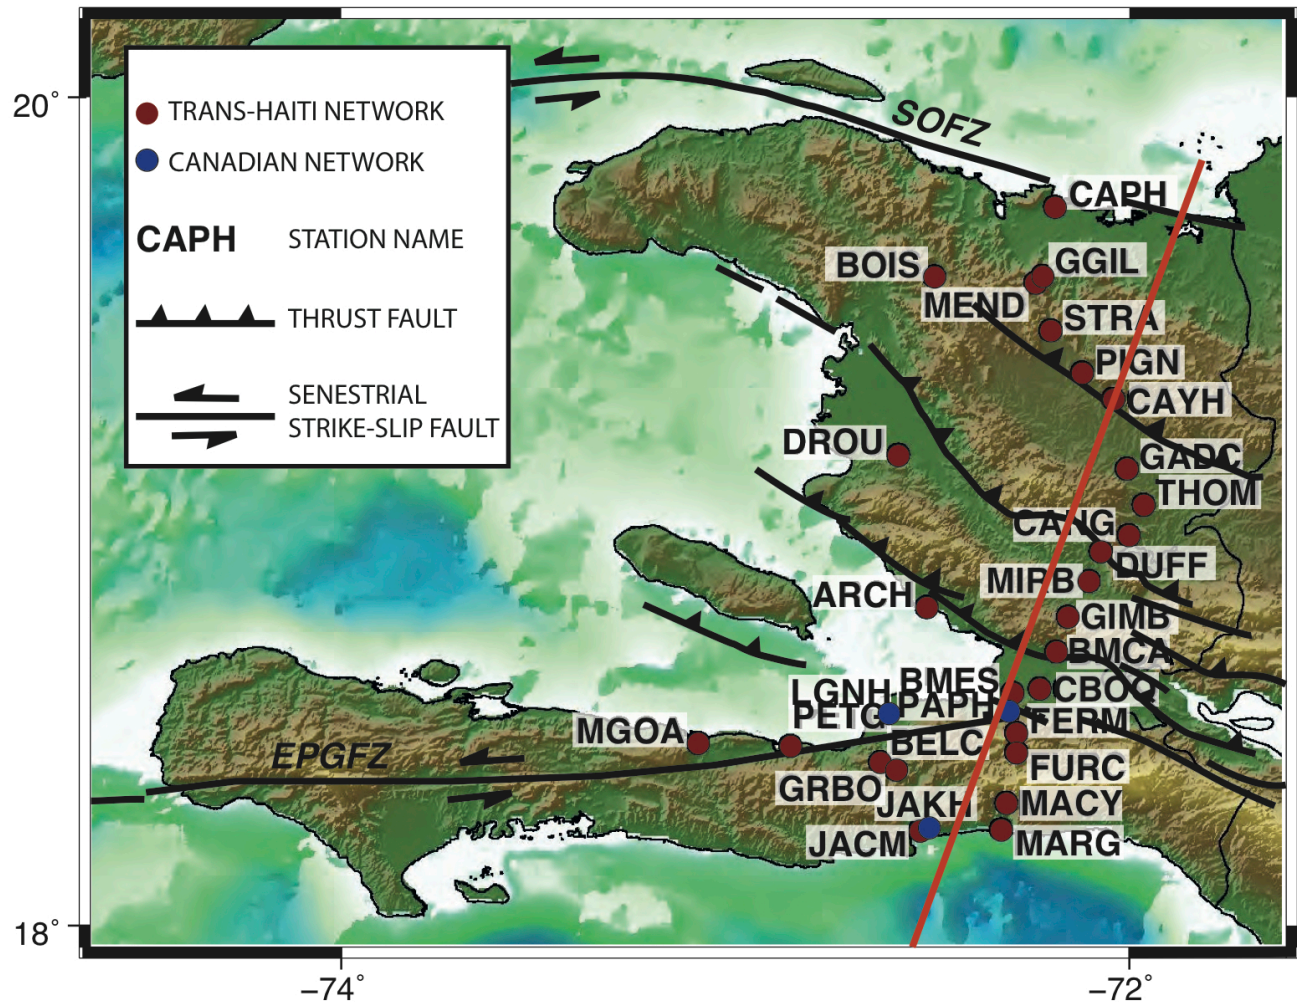 20°
18°
−74°
−72°
TRANS-HAITI NETWORK
CANADIAN NETWORK
CAPH STATION NAME
THRUST FAULT
SENESTRIAL
STRIKE-SLIP FAULT
SOFZ
CAPH
BOIS
GGIL
MEND
STRA
PIGN
CAYH
DROU
GADC
THOM
CANG
DUFF
MIRB
ARCH
GIMB
BMCA
BMES
CBOQ
LGNH
PAPH
PETG
FERM
MGOA
BELC
EPGFZ
FURC
GRBO
JAKH
MACY
JACM
MARG